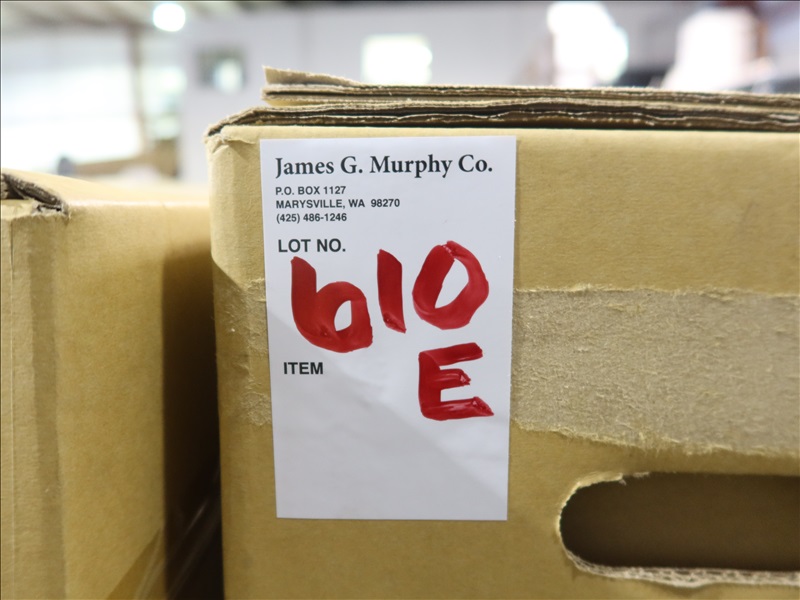 James G. Murphy Co.
P.O. BOX 1127
MARYSVILLE, WA 98270
(425) 486-1246
LOT NO.
610
E
ITEM